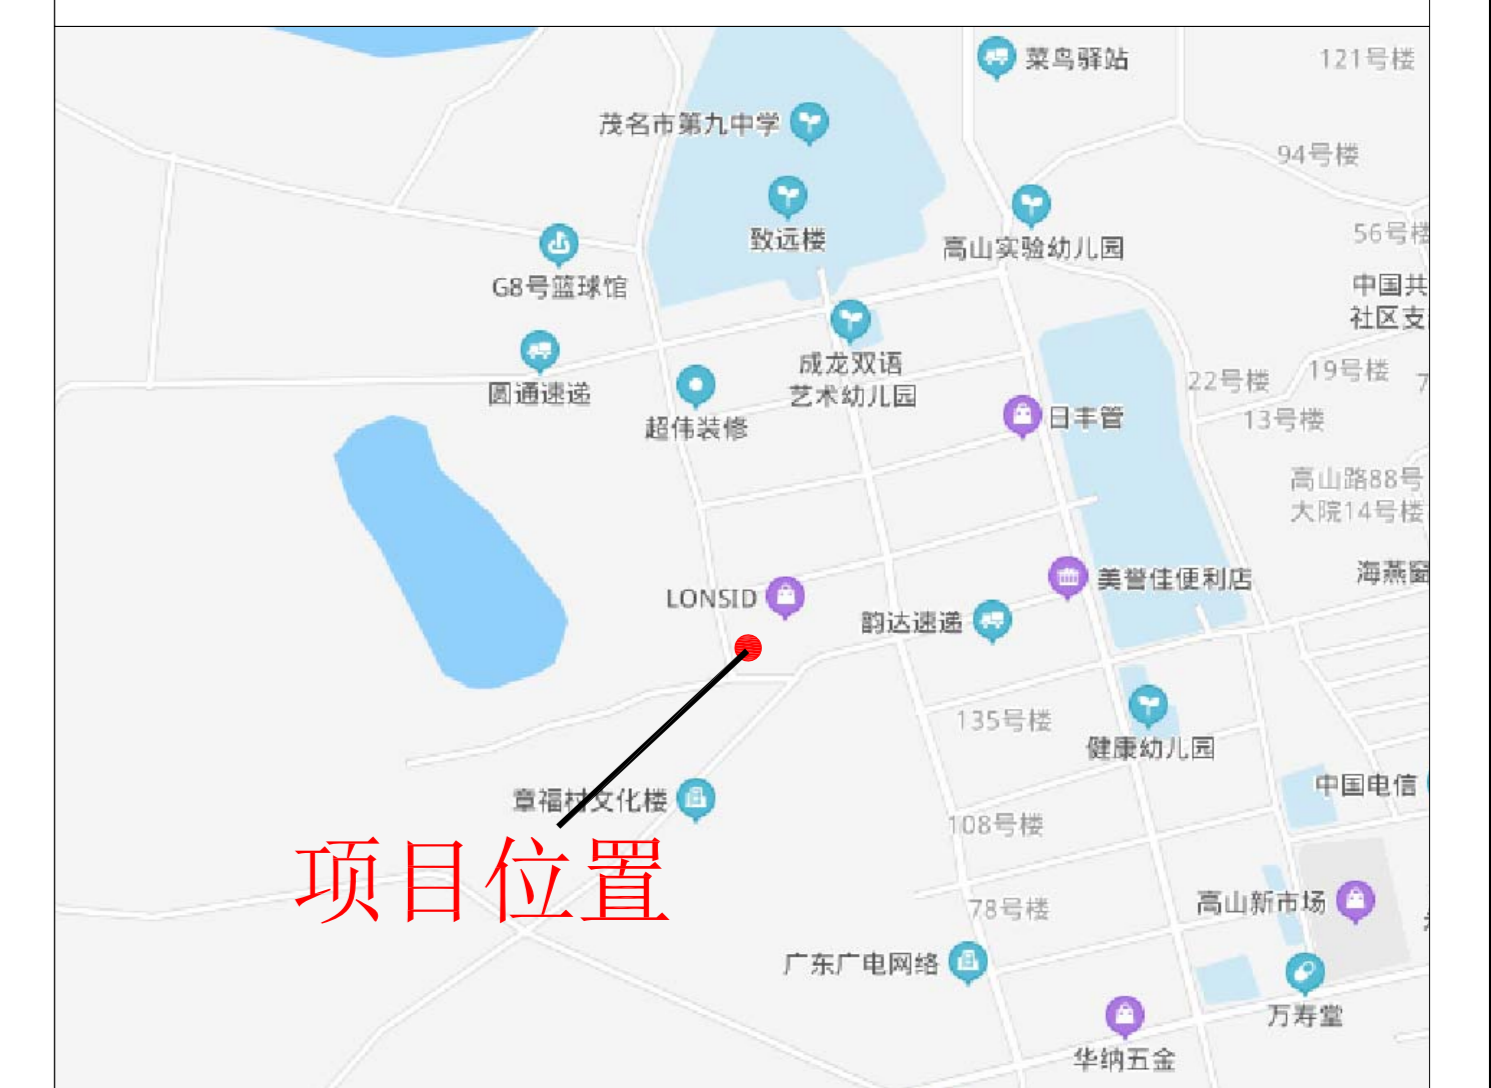 菜鸟驿站
121号楼
茂名市第九中学
94号楼
致远楼
高山实验幼儿园
56号楼
G8号篮球馆
中国共
社区支
成龙双语
艺术幼儿园
圆通速递
19号楼
7
22号楼
超伟装修
日丰管
13号楼
高山路88号
大院14号楼
海燕窗
美誉佳便利店
LONSID
韵达速递
135号楼
健康幼儿园
中国电信
章福村文化楼
108号楼
项目位置
高山新市场
78号楼
广东广电网络
万寿堂
华纳五金